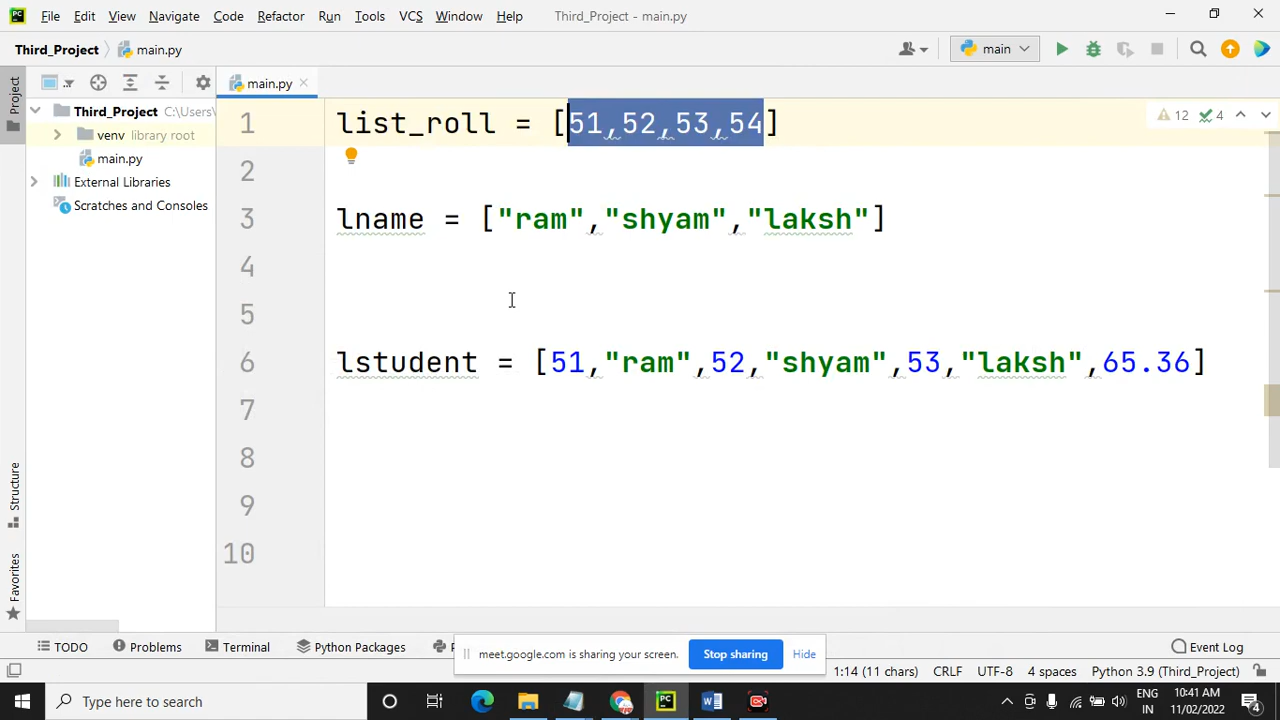 File Edit View Navigate Code Refactor Run Tools VCS Window Help Third_Project - main.py
Third_Project main.py main
Project main.py
Third_Project C:\Users\
venv library root
main.py
External Libraries
Scratches and Consoles
1 list_roll = [51,52,53,54]
12 4
2
3 lname = ["ram","shyam","laksh"]
4
5
6 lstudent = [51,"ram",52,"shyam",53,"laksh",65.36]
7
8
9
10
Structure
Favorites
TODO Problems Terminal Python Packages Event Log
meet.google.com is sharing your screen. Stop sharing Hide
1:14 (11 chars) CRLF UTF-8 4 spaces Python 3.9 (Third_Project)
Type here to search
ENG
IN
10:41 AM
11/02/2022
4